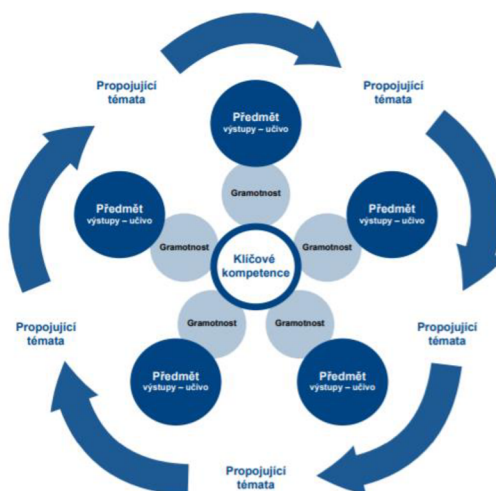 Propojující
témata
Propojující
témata
Předmět
výstupy – učivo
Gramotnost
Předmět
výstupy – učivo
Gramotnost
Klíčové
kompetence
Gramotnost
Předmět
výstupy – učivo
Gramotnost
Gramotnost
Propojující
témata
Propojující
témata
Předmět
výstupy – učivo
Předmět
výstupy – učivo
Propojující
témata